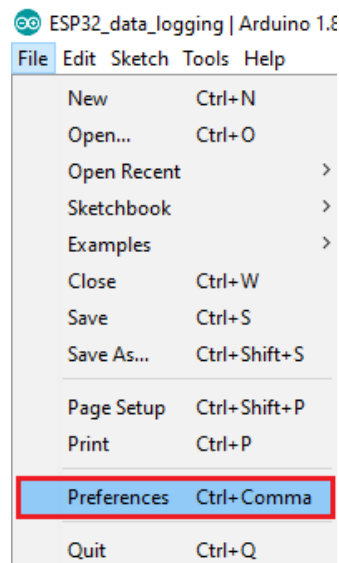 ESP32_data_logging | Arduino 1.8
File Edit Sketch Tools Help
New Ctrl+N
Open... Ctrl+O
Open Recent >
Sketchbook >
Examples >
Close Ctrl+W
Save Ctrl+S
Save As... Ctrl+Shift+S
Page Setup Ctrl+Shift+P
Print Ctrl+P
Preferences Ctrl+Comma
Quit Ctrl+Q